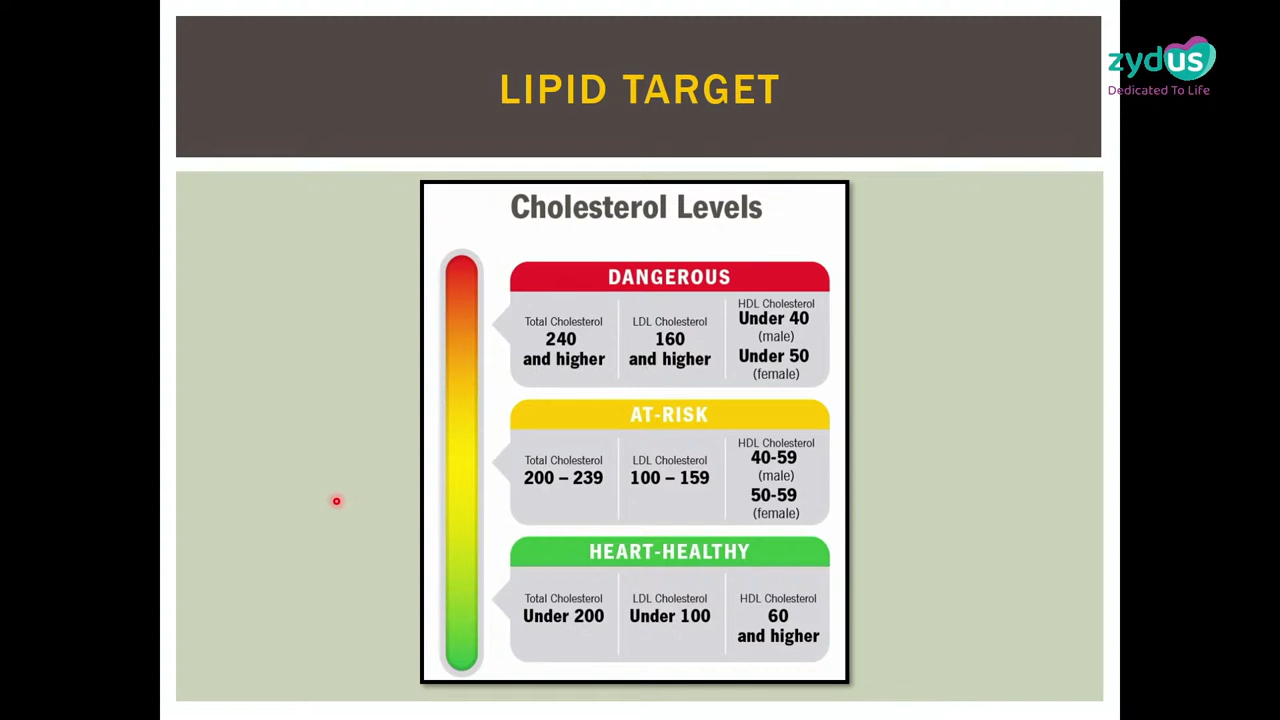 LIPID TARGET
zydus
Dedicated To Life
Cholesterol Levels
DANGEROUS
Total Cholesterol
240
and higher
LDL Cholesterol
160
and higher
HDL Cholesterol
Under 40
(male)
Under 50
(female)
AT-RISK
Total Cholesterol
200 – 239
LDL Cholesterol
100 – 159
HDL Cholesterol
40-59
(male)
50-59
(female)
HEART-HEALTHY
Total Cholesterol
Under 200
LDL Cholesterol
Under 100
HDL Cholesterol
60
and higher